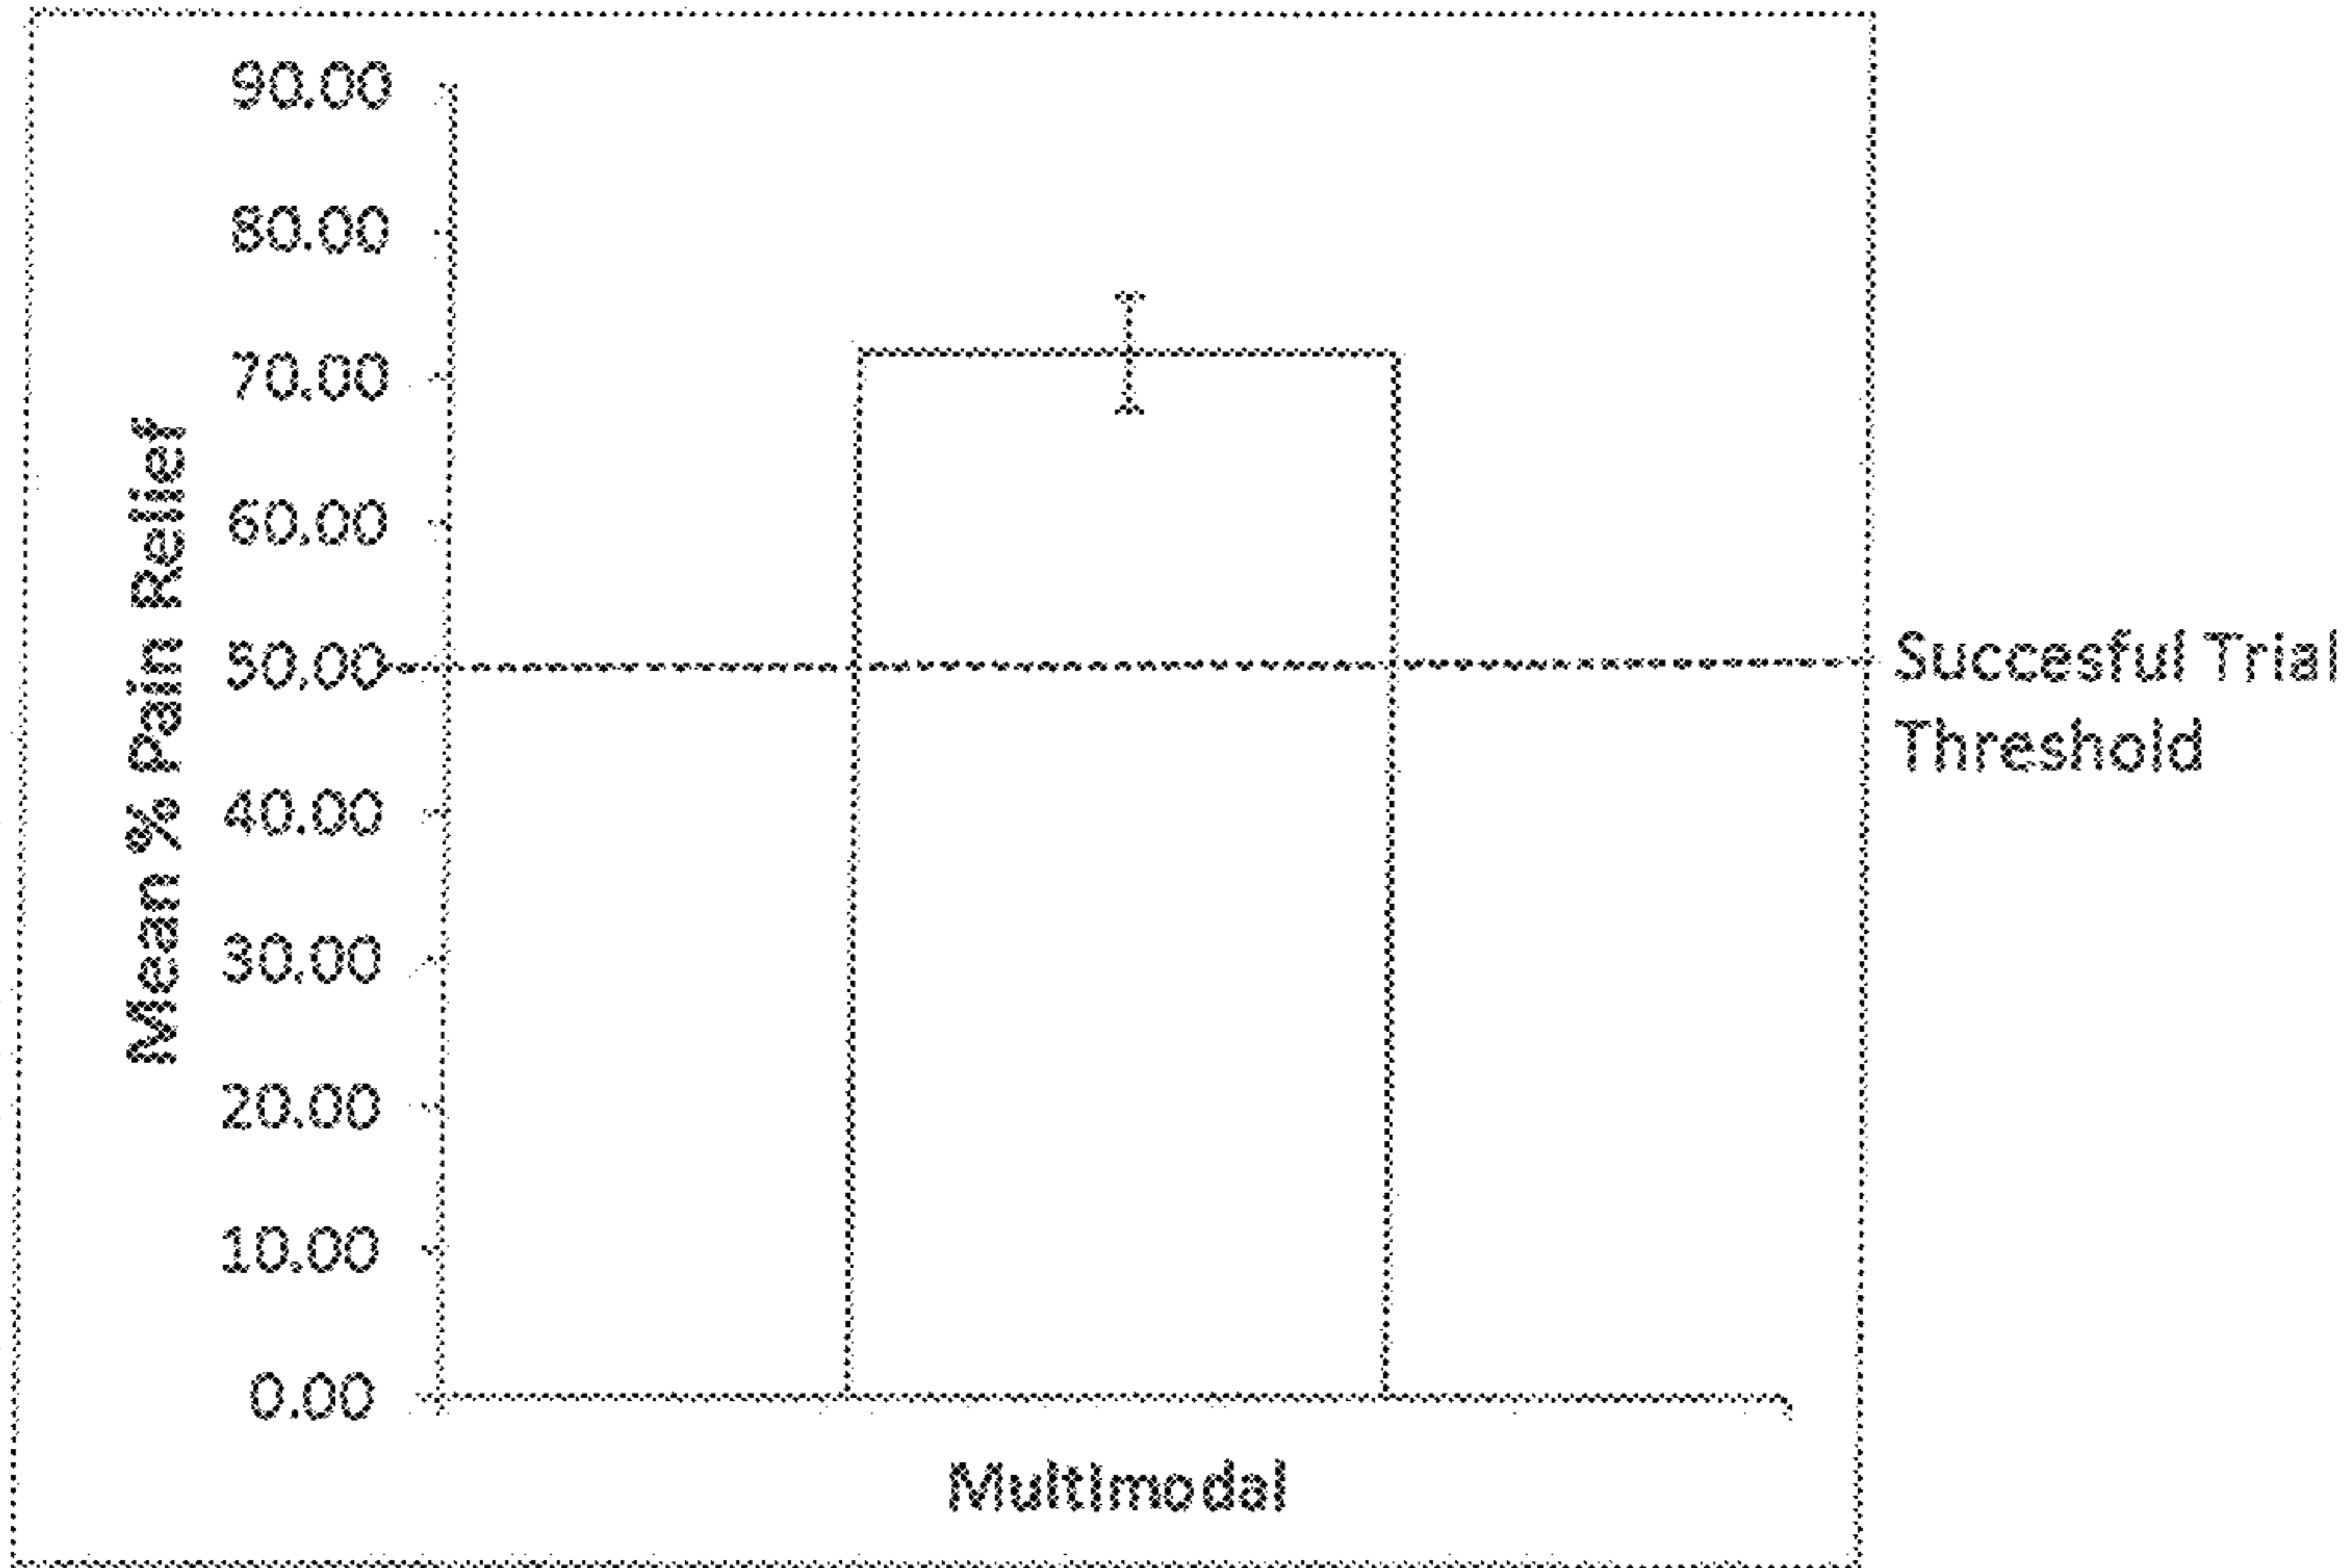 90.00
80.00
70.00
60.00
50.00
40.00
30.00
20.00
10.00
0.00
Mean % Pain Relief
Succesful Trial
Threshold
Multimodal